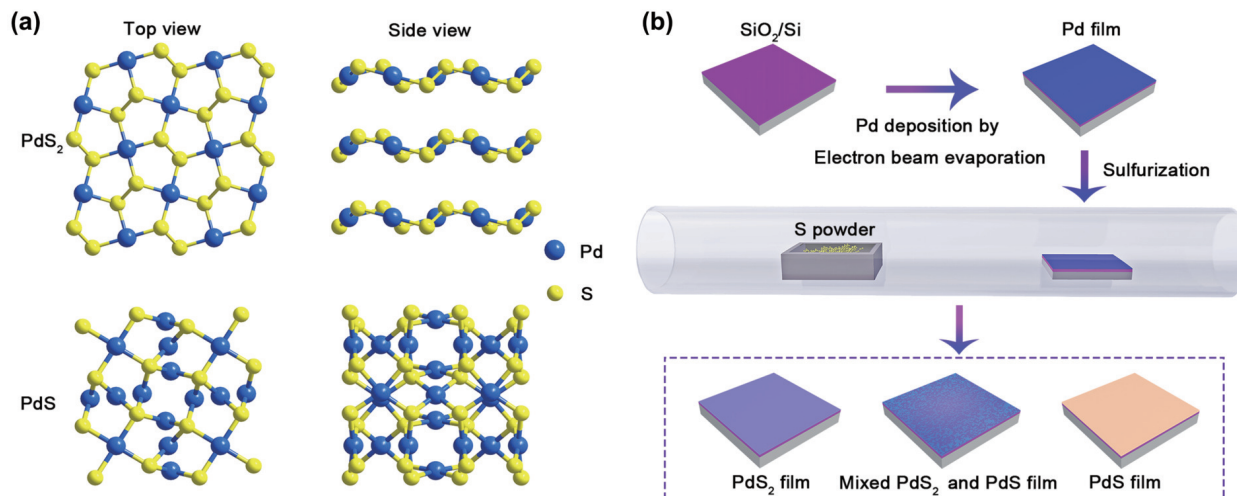 (a)
Top view
Side view
PdS2
Pd
S
PdS
(b)
SiO2/Si
Pd film
Pd deposition by
Electron beam evaporation
Sulfurization
S powder
PdS2 film
Mixed PdS2 and PdS film
PdS film